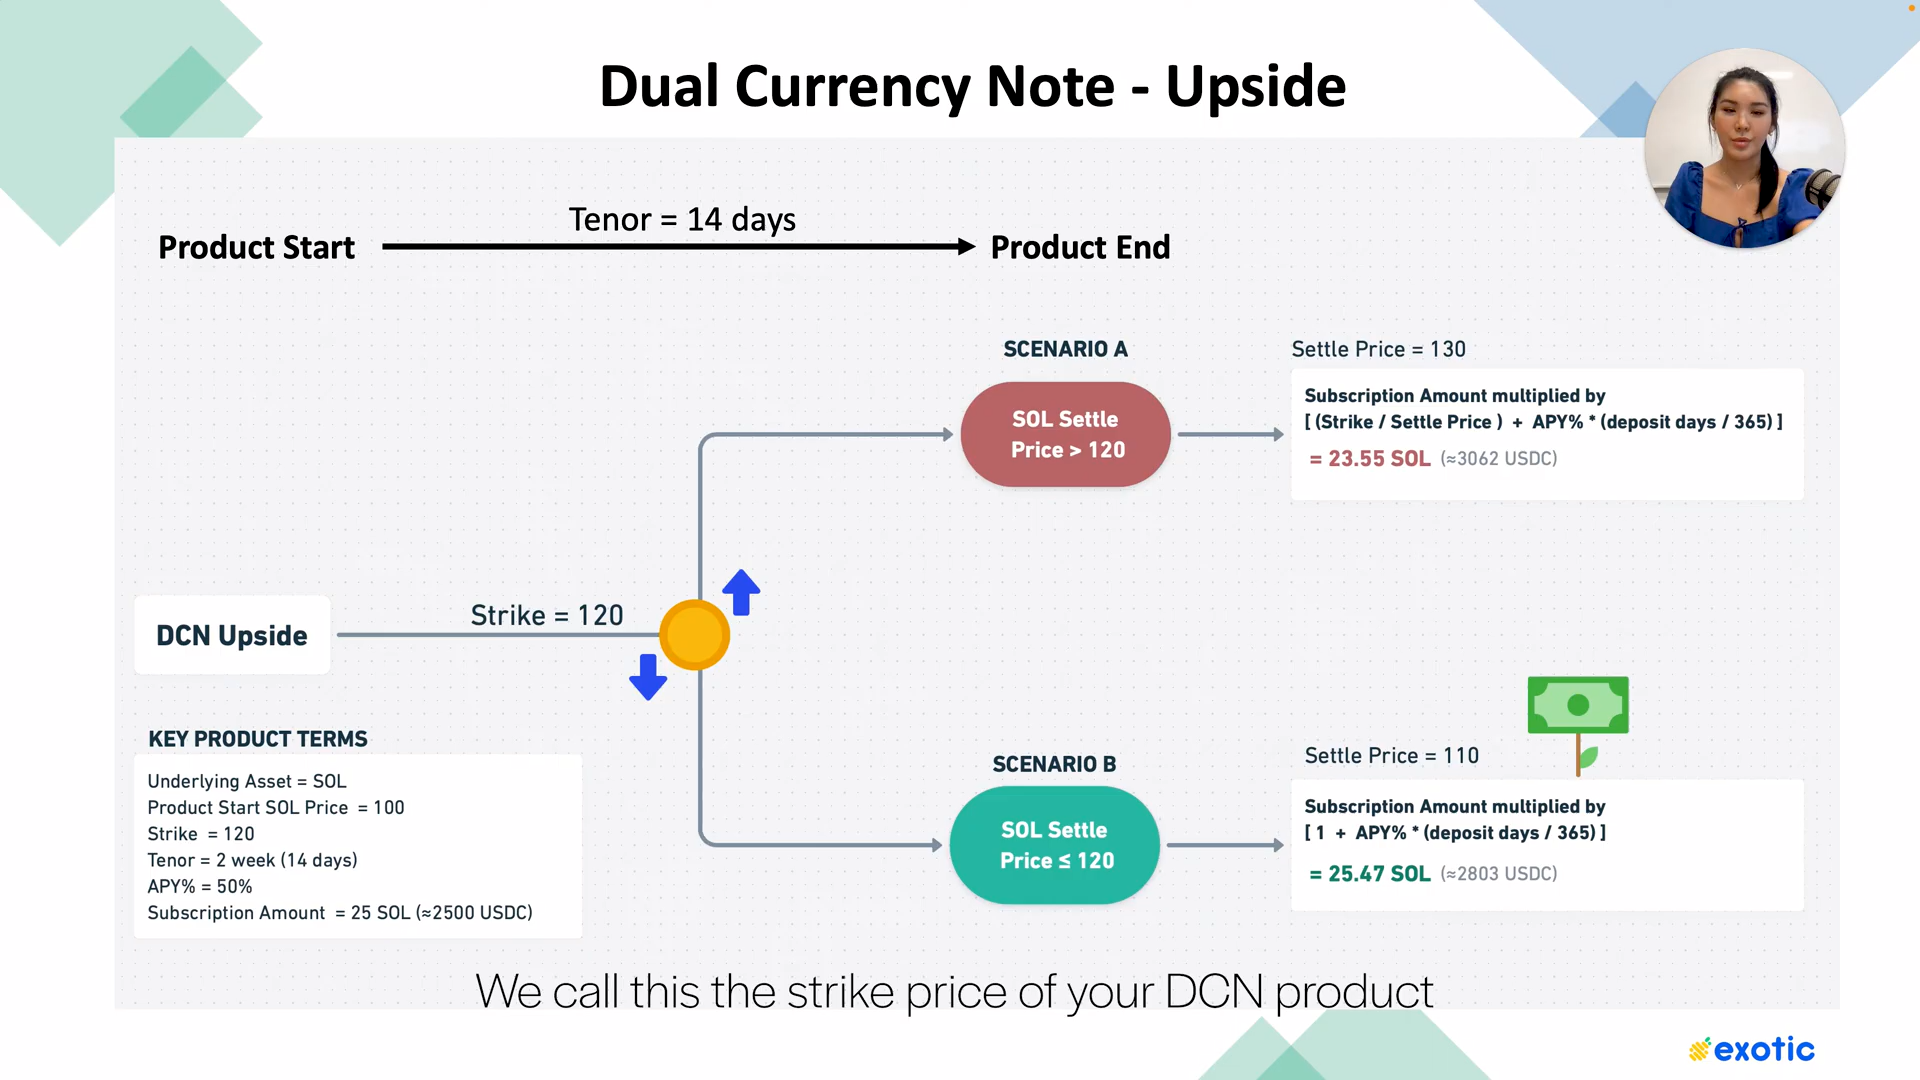 Dual Currency Note - Upside
Tenor = 14 days
Product Start
Product End
SCENARIO A
SOL Settle
Price > 120
Settle Price = 130
Subscription Amount multiplied by
[ (Strike / Settle Price ) + APY% * (deposit days / 365) ]
= 23.55 SOL (≈3062 USDC)
DCN Upside
Strike = 120
KEY PRODUCT TERMS
Underlying Asset = SOL
Product Start SOL Price = 100
Strike = 120
Tenor = 2 week (14 days)
APY% = 50%
Subscription Amount = 25 SOL (≈2500 USDC)
SCENARIO B
SOL Settle
Price ≤ 120
Settle Price = 110
Subscription Amount multiplied by
[ 1 + APY% * (deposit days / 365) ]
= 25.47 SOL (≈2803 USDC)
We call this the strike price of your DCN product
exotic